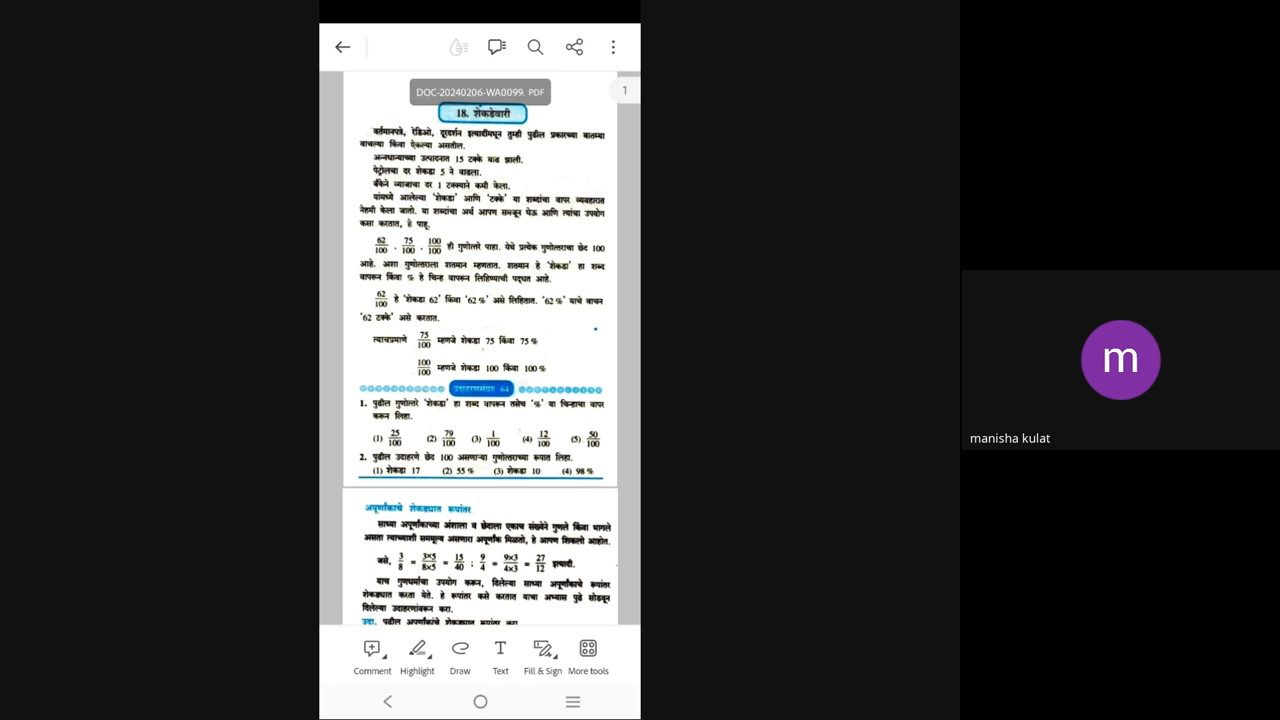 DOC-20240206-WA0099. PDF
1
18. शेकडेवारी
वर्तमानपत्रे, रेडिओ, दूरदर्शन इत्यादींमधून तुम्ही पुढील प्रकारच्या बातम्या
वाचल्या किंवा ऐकल्या असतील.
अन्नधान्याच्या उत्पादनात 15 टक्के वाढ झाली.
पेट्रोलचा दर शेकडा 5 ने वाढला.
बँकेने व्याजाचा दर 1 टक्क्याने कमी केला.
यांमध्ये आलेल्या 'शेकडा' आणि 'टक्के' या शब्दांचा वापर व्यवहारात
नेहमी केला जातो. या शब्दांचा अर्थ आपण समजून घेऊ आणि त्यांचा उपयोग
कसा करतात, हे पाहू.
62/100 , 75/100 , 100/100 ही गुणोत्तरे पाहा. येथे प्रत्येक गुणोत्तराचा छेद 100
आहे. अशा गुणोत्तराला शतमान म्हणतात. शतमान हे 'शेकडा' हा शब्द
वापरून किंवा % हे चिन्ह वापरून लिहिण्याची पद्धत आहे.
62/100 हे 'शेकडा 62' किंवा '62 %' असे लिहितात. '62 %' याचे वाचन
'62 टक्के' असे करतात.
त्याचप्रमाणे 75/100 म्हणजे शेकडा 75 किंवा 75 %
100/100 म्हणजे शेकडा 100 किंवा 100 %
उदाहरणसंग्रह 64
1. पुढील गुणोत्तरे 'शेकडा' हा शब्द वापरून तसेच '%' या चिन्हाचा वापर
करून लिहा.
(1) 25/100 (2) 79/100 (3) 1/100 (4) 12/100 (5) 50/100
2. पुढील उदाहरणे छेद 100 असणाऱ्या गुणोत्तराच्या रूपात लिहा.
(1) शेकडा 17 (2) 55 % (3) शेकडा 10 (4) 98 %
अपूर्णांकाचे शेकड्यात रूपांतर
साध्या अपूर्णांकाच्या अंशाला व छेदाला एकाच संख्येने गुणले किंवा भागले
असता त्याच्याशी सममूल्य असणारा अपूर्णांक मिळतो, हे आपण शिकलो आहोत.
जसे, 3/8 = 3×5/8×5 = 15/40 ; 9/4 = 9×3/4×3 = 27/12 इत्यादी.
याच गुणधर्माचा उपयोग करून, दिलेल्या साध्या अपूर्णांकाचे रूपांतर
शेकड्यात करता येते. हे रूपांतर कसे करतात याचा अभ्यास पुढे सोडवून
दिलेल्या उदाहरणांवरून करा.
उदा. पुढील अपूर्णांकांचे शेकड्यात रूपांतर करा
Comment Highlight Draw Text Fill & Sign More tools
m
manisha kulat